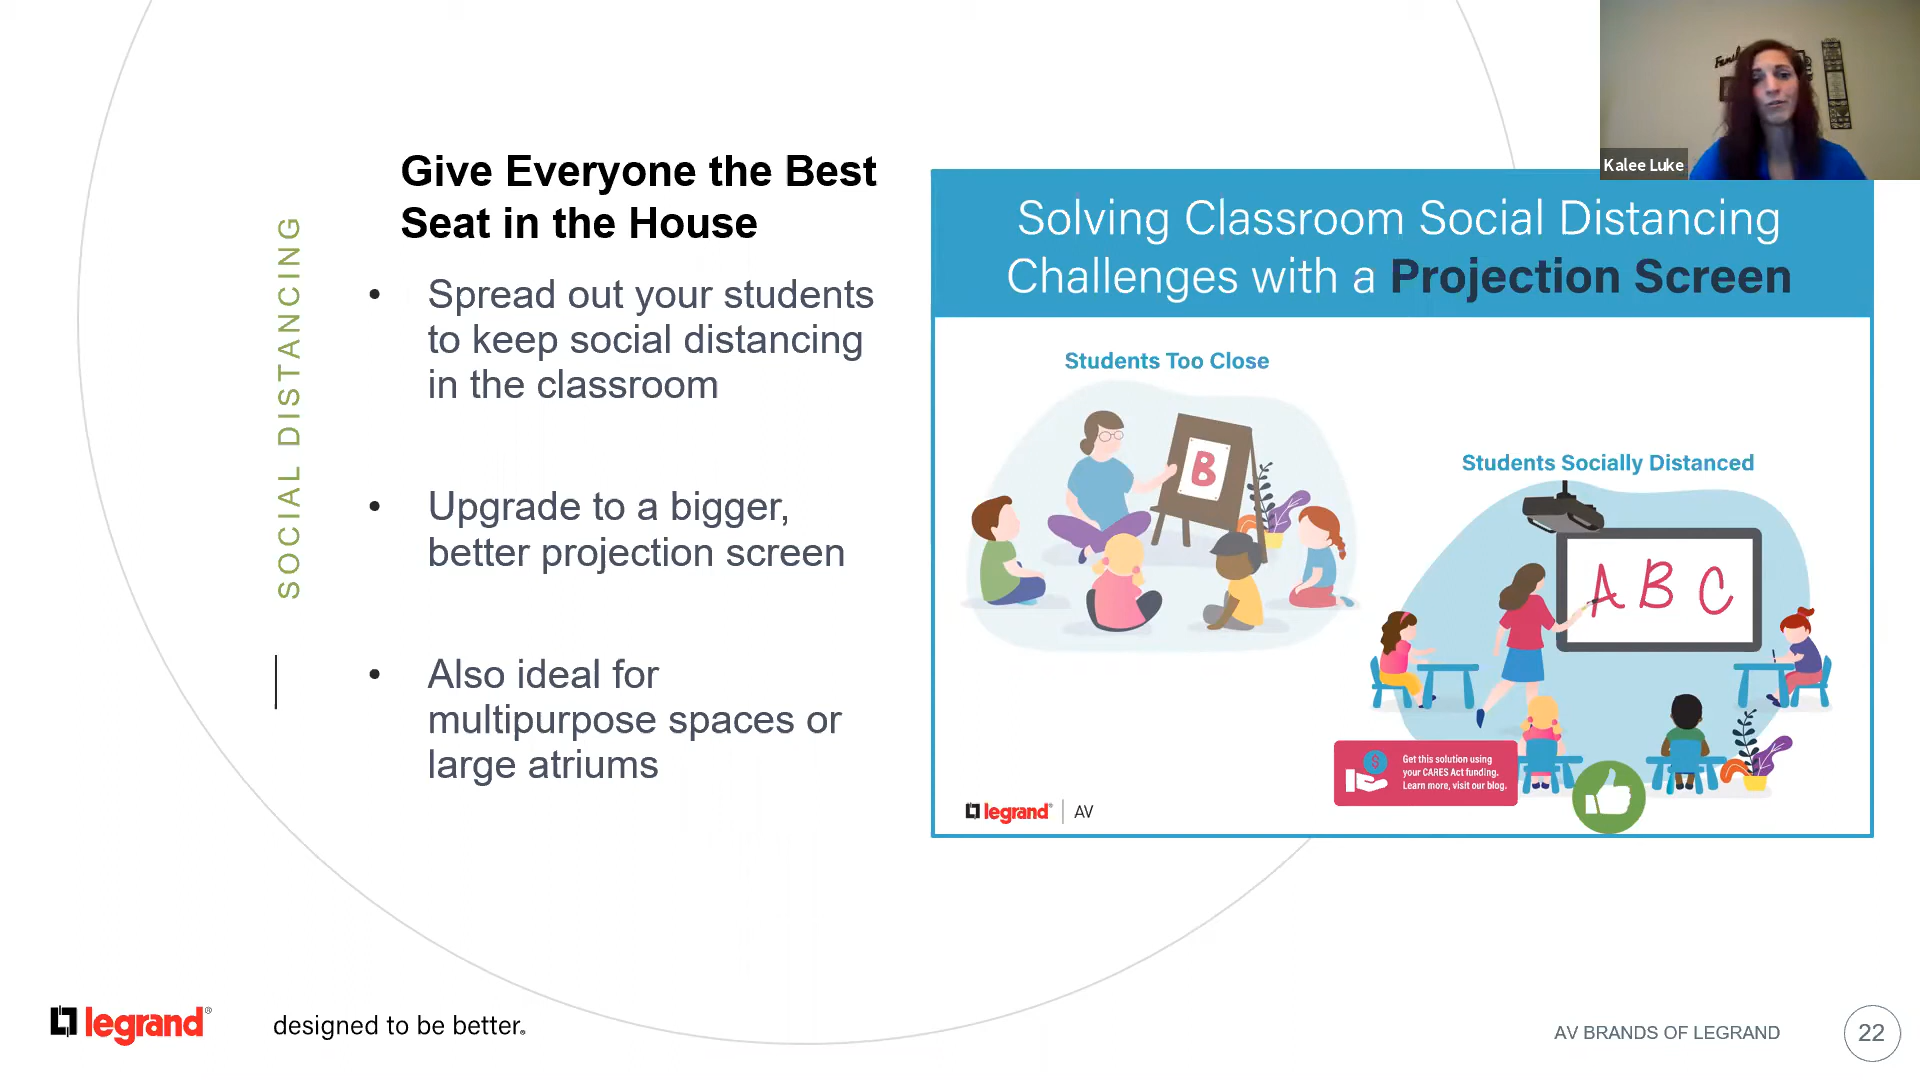 Kalee Luke
SOCIAL DISTANCING
Give Everyone the Best
Seat in the House
• Spread out your students
to keep social distancing
in the classroom
• Upgrade to a bigger,
better projection screen
• Also ideal for
multipurpose spaces or
large atriums
Solving Classroom Social Distancing
Challenges with a Projection Screen
Students Too Close
B
Students Socially Distanced
A B C
$
Get this solution using
your CARES Act funding.
Learn more, visit our blog.
legrand® | AV
legrand®
designed to be better.
AV BRANDS OF LEGRAND
22